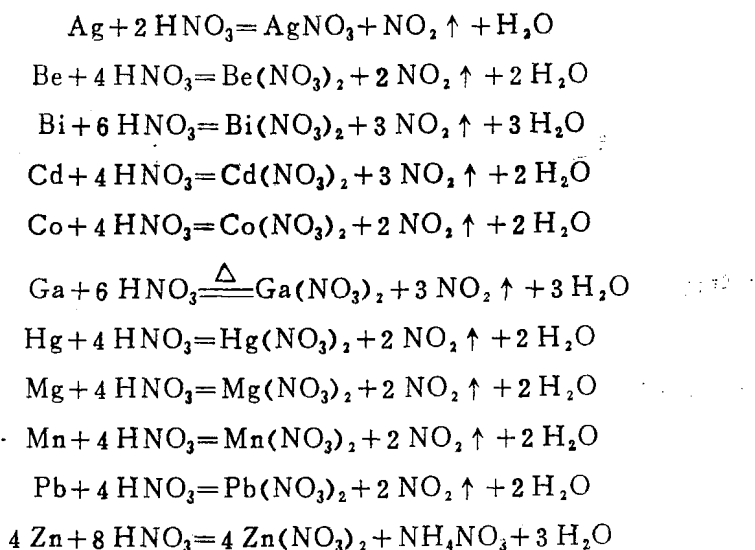 Ag+2 HNO₃=AgNO₃+NO₂↑+H₂O
Be+4 HNO₃=Be(NO₃)₂+2 NO₂↑+2 H₂O
Bi+6 HNO₃=Bi(NO₃)₂+3 NO₂↑+3 H₂O
Cd+4 HNO₃=Cd(NO₃)₂+3 NO₂↑+2 H₂O
Co+4 HNO₃=Co(NO₃)₂+2 NO₂↑+2 H₂O
Ga+6 HNO₃=△=Ga(NO₃)₂+3 NO₂↑+3 H₂O
Hg+4 HNO₃=Hg(NO₃)₂+2 NO₂↑+2 H₂O
Mg+4 HNO₃=Mg(NO₃)₂+2 NO₂↑+2 H₂O
Mn+4 HNO₃=Mn(NO₃)₂+2 NO₂↑+2 H₂O
Pb+4 HNO₃=Pb(NO₃)₂+2 NO₂↑+2 H₂O
4 Zn+8 HNO₃=4 Zn(NO₃)₂+NH₄NO₃+3 H₂O